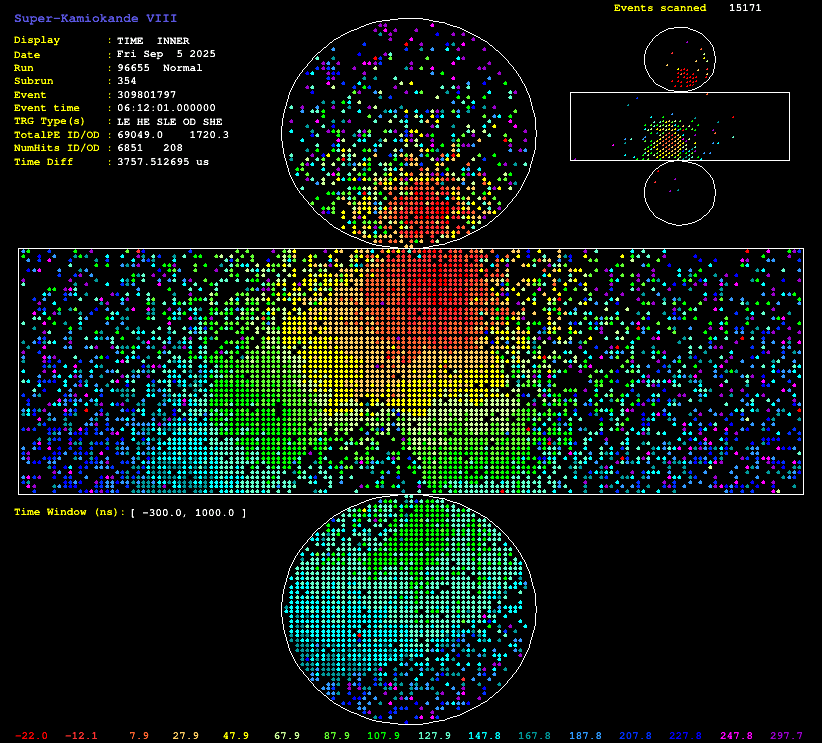 Super-Kamiokande VIII
Events scanned 15171
Display : TIME INNER
Date : Fri Sep 5 2025
Run : 96655 Normal
Subrun : 354
Event : 309801797
Event time : 06:12:01.000000
TRG Type(s) : LE HE SLE OD SHE
TotalPE ID/OD : 69049.0 1720.3
NumHits ID/OD : 6851 208
Time Diff : 3757.512695 us
Time Window (ns): [ -300.0, 1000.0 ]
-22.0 -12.1 7.9 27.9 47.9 67.9 87.9 107.9 127.9 147.8 167.8 187.8 207.8 227.8 247.8 297.7